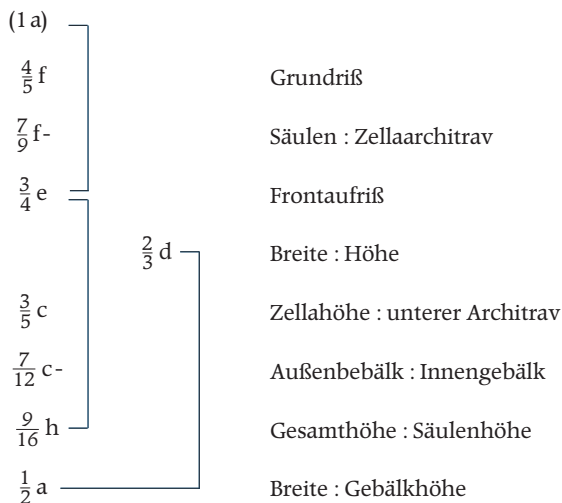 (1 a)
4/5 f Grundriß
7/9 f- Säulen : Zellaarchitrav
3/4 e Frontaufriß
2/3 d Breite : Höhe
3/5 c Zellahöhe : unterer Architrav
7/12 c- Außenbebälk : Innengebälk
9/16 h Gesamthöhe : Säulenhöhe
1/2 a Breite : Gebälkhöhe